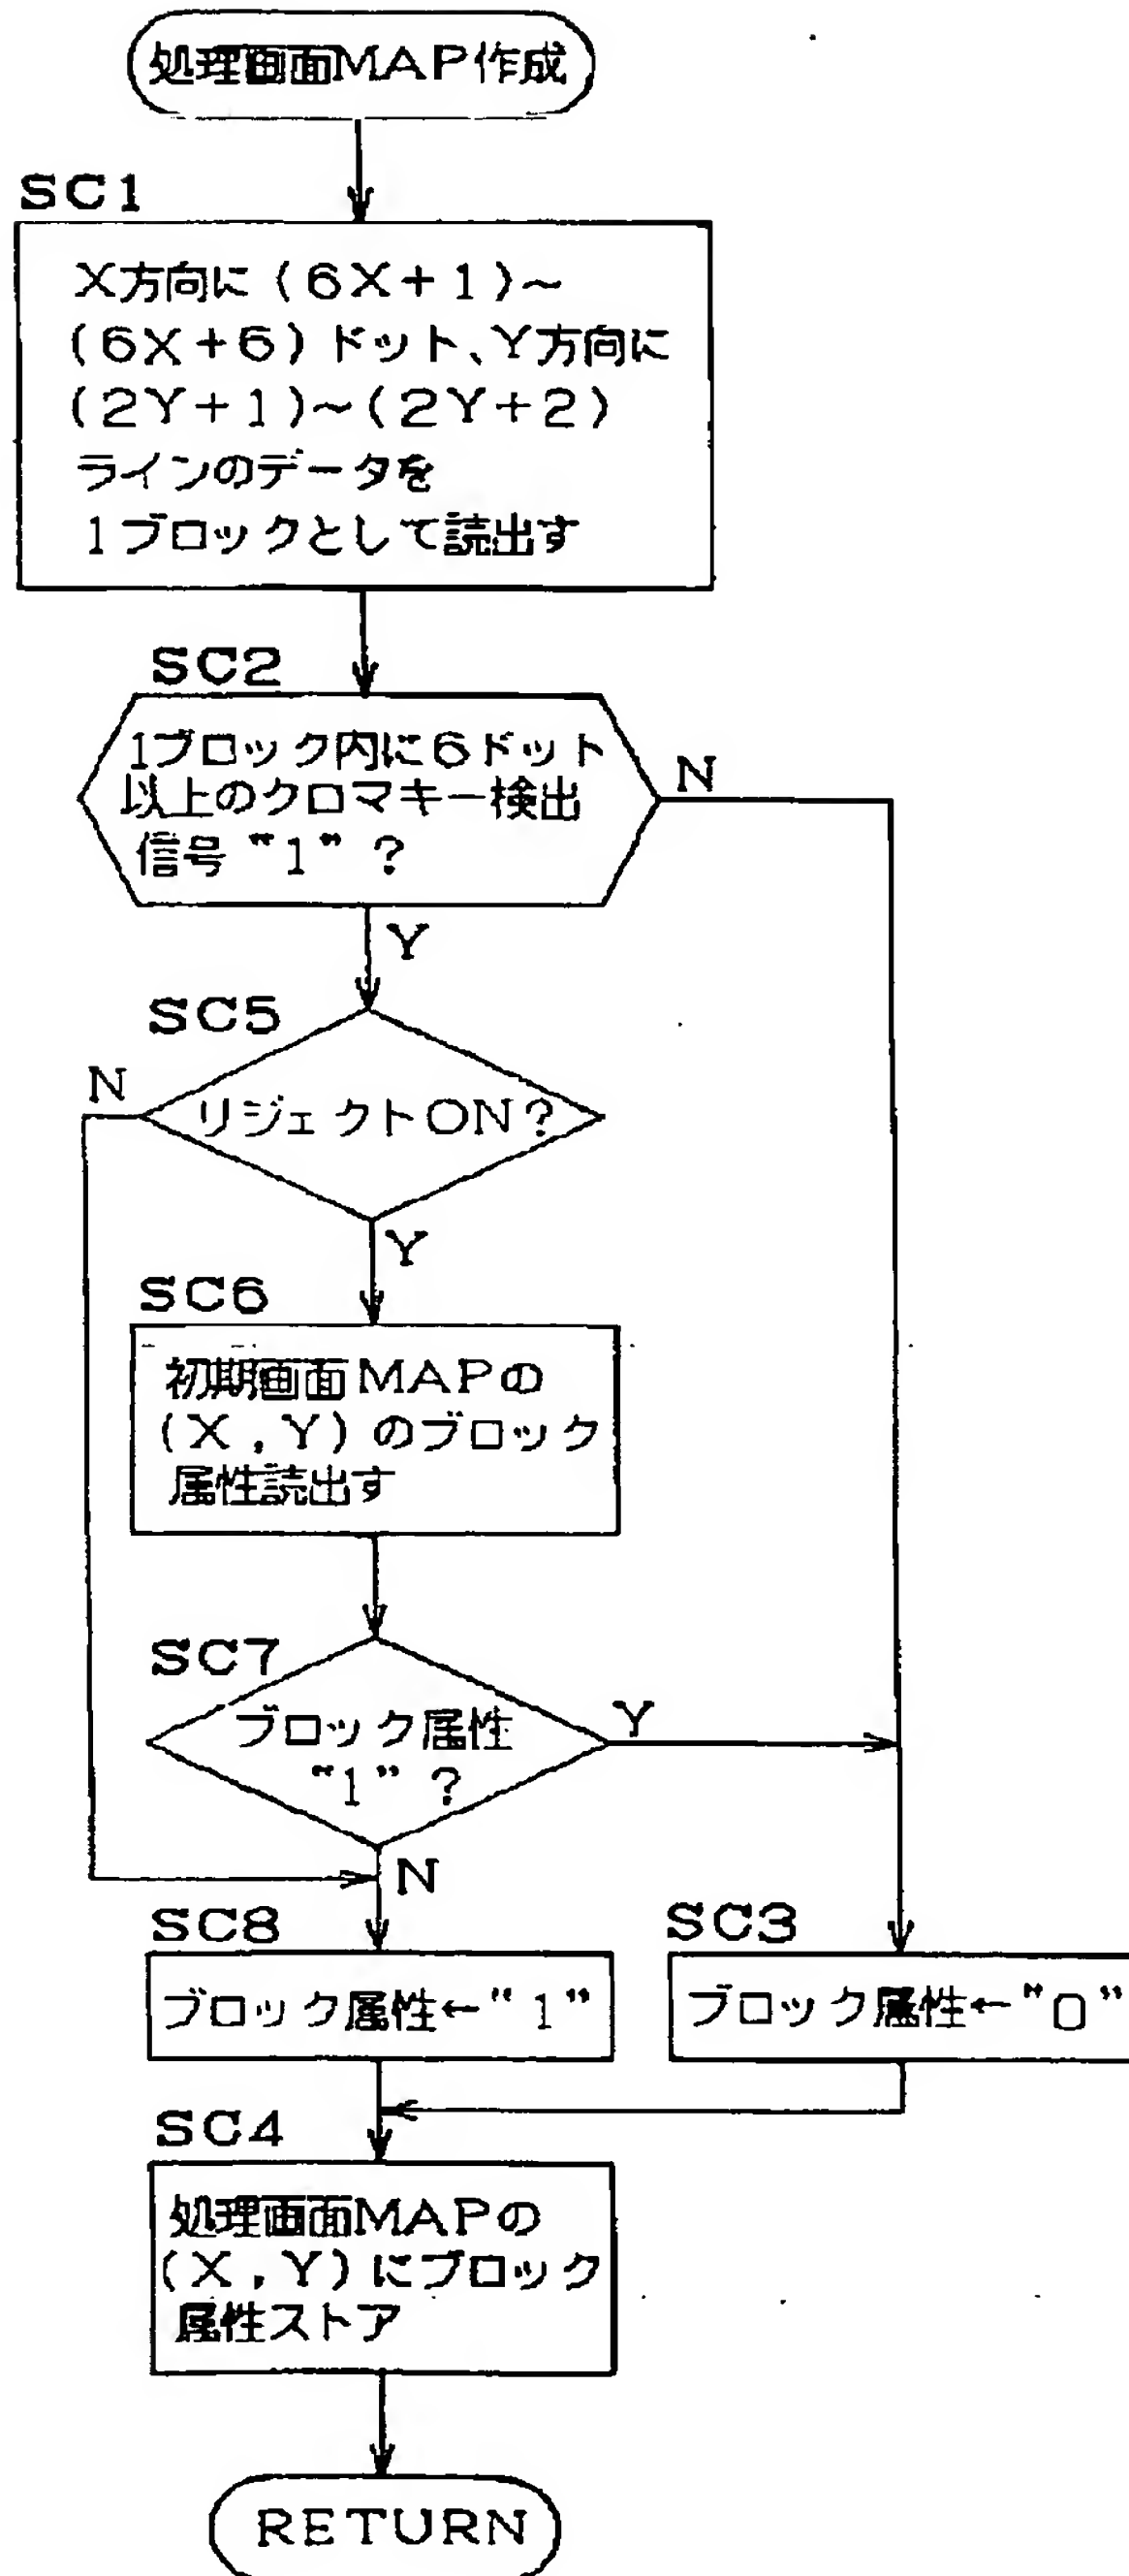 処理画面MAP作成
SC1
X方向に(6X+1)~
(6X+6)ドット、Y方向に
(2Y+1)~(2Y+2)
ラインのデータを
1ブロックとして読出す
SC2
1ブロック内に6ドット
以上のクロマキー検出
信号"1"?
N
Y
SC5
N
リジェクトON?
Y
SC6
初期画面MAPの
(X,Y)のブロック
属性読出す
SC7
ブロック属性
"1"?
Y
N
SC8
ブロック属性←"1"
SC3
ブロック属性←"0"
SC4
処理画面MAPの
(X,Y)にブロック
属性ストア
RETURN